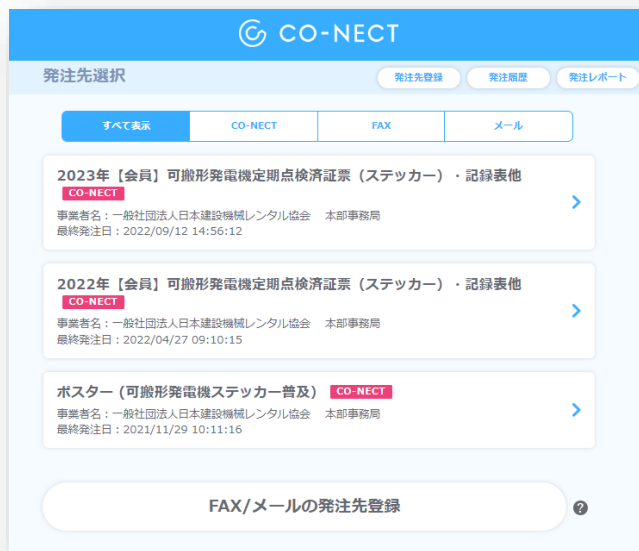 CO-NECT
発注先選択
発注先登録 発注履歴 発注レポート
すべて表示 CO-NECT FAX メール
2023年【会員】可搬形発電機定期点検済証票（ステッカー）・記録表他
CO-NECT
事業者名：一般社団法人日本建設機械レンタル協会　本部事務局
最終発注日：2022/09/12 14:56:12
2022年【会員】可搬形発電機定期点検済証票（ステッカー）・記録表他
CO-NECT
事業者名：一般社団法人日本建設機械レンタル協会　本部事務局
最終発注日：2022/04/27 09:10:15
ポスター (可搬形発電機ステッカー普及） CO-NECT
事業者名：一般社団法人日本建設機械レンタル協会　本部事務局
最終発注日：2021/11/29 10:11:16
FAX/メールの発注先登録 ?